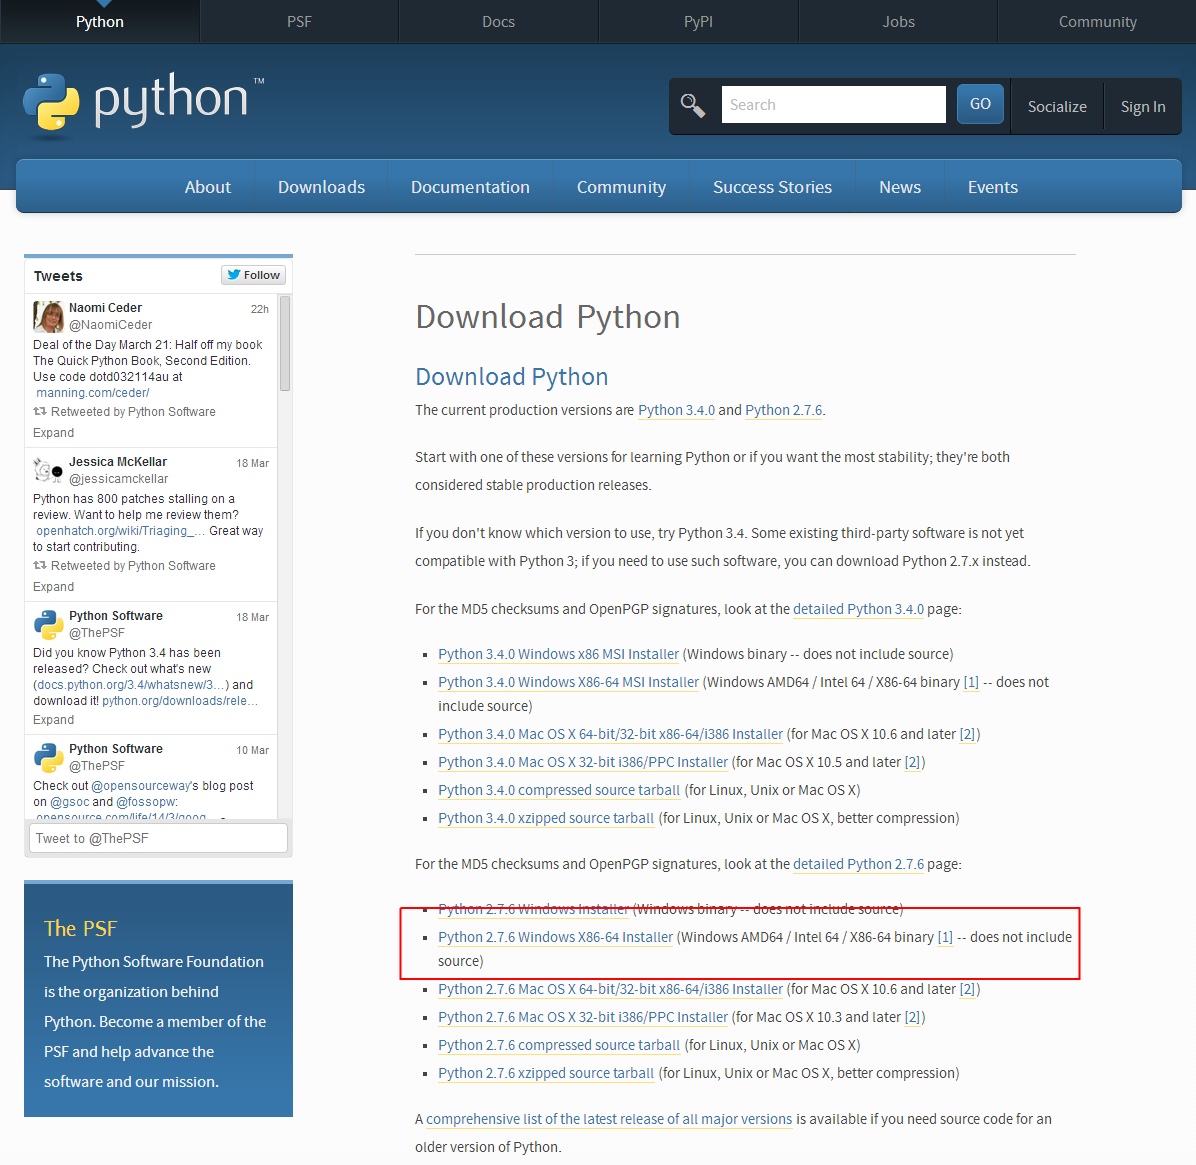 Python PSF Docs PyPI Jobs Community
python™
Search GO Socialize Sign In
About Downloads Documentation Community Success Stories News Events
Tweets Follow
Naomi Ceder 22h
@NaomiCeder
Deal of the Day March 21: Half off my book
The Quick Python Book, Second Edition.
Use code dotd032114au at
manning.com/ceder/
Retweeted by Python Software
Expand
Jessica McKellar 18 Mar
@jessicamckellar
Python has 800 patches stalling on a
review. Want to help me review them?
openhatch.org/wiki/Triaging_… Great way
to start contributing.
Retweeted by Python Software
Expand
Python Software 18 Mar
@ThePSF
Did you know Python 3.4 has been
released? Check out what's new
(docs.python.org/3.4/whatsnew/3…) and
download it! python.org/downloads/rele…
Expand
Python Software 10 Mar
@ThePSF
Check out @opensourceway's blog post
on @gsoc and @fossopw:
opensource.com/life/14/3/goog…
Tweet to @ThePSF
The PSF
The Python Software Foundation
is the organization behind
Python. Become a member of the
PSF and help advance the
software and our mission.
Download Python
Download Python
The current production versions are Python 3.4.0 and Python 2.7.6.
Start with one of these versions for learning Python or if you want the most stability; they're both
considered stable production releases.
If you don't know which version to use, try Python 3.4. Some existing third-party software is not yet
compatible with Python 3; if you need to use such software, you can download Python 2.7.x instead.
For the MD5 checksums and OpenPGP signatures, look at the detailed Python 3.4.0 page:
Python 3.4.0 Windows x86 MSI Installer (Windows binary -- does not include source)
Python 3.4.0 Windows X86-64 MSI Installer (Windows AMD64 / Intel 64 / X86-64 binary [1] -- does not
include source)
Python 3.4.0 Mac OS X 64-bit/32-bit x86-64/i386 Installer (for Mac OS X 10.6 and later [2])
Python 3.4.0 Mac OS X 32-bit i386/PPC Installer (for Mac OS X 10.5 and later [2])
Python 3.4.0 compressed source tarball (for Linux, Unix or Mac OS X)
Python 3.4.0 xzipped source tarball (for Linux, Unix or Mac OS X, better compression)
For the MD5 checksums and OpenPGP signatures, look at the detailed Python 2.7.6 page:
Python 2.7.6 Windows Installer (Windows binary -- does not include source)
Python 2.7.6 Windows X86-64 Installer (Windows AMD64 / Intel 64 / X86-64 binary [1] -- does not include
source)
Python 2.7.6 Mac OS X 64-bit/32-bit x86-64/i386 Installer (for Mac OS X 10.6 and later [2])
Python 2.7.6 Mac OS X 32-bit i386/PPC Installer (for Mac OS X 10.3 and later [2])
Python 2.7.6 compressed source tarball (for Linux, Unix or Mac OS X)
Python 2.7.6 xzipped source tarball (for Linux, Unix or Mac OS X, better compression)
A comprehensive list of the latest release of all major versions is available if you need source code for an
older version of Python.